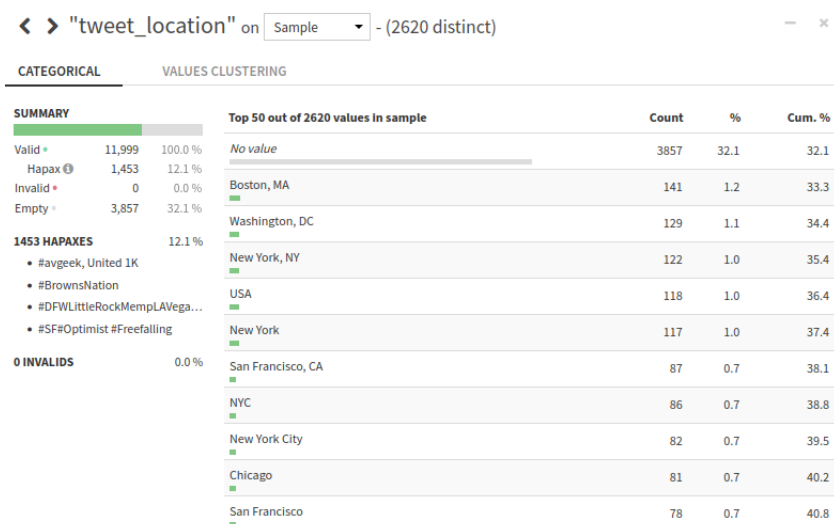 "tweet_location" on Sample - (2620 distinct)
CATEGORICAL VALUES CLUSTERING
SUMMARY
Valid 11,999 100.0 %
Hapax 1,453 12.1 %
Invalid 0 0.0 %
Empty 3,857 32.1 %
1453 HAPAXES 12.1 %
• #avgeek, United 1K
• #BrownsNation
• #DFWLittleRockMempLAVega...
• #SF#Optimist #Freefalling
0 INVALIDS 0.0 %
Top 50 out of 2620 values in sample Count % Cum. %
No value 3857 32.1 32.1
Boston, MA 141 1.2 33.3
Washington, DC 129 1.1 34.4
New York, NY 122 1.0 35.4
USA 118 1.0 36.4
New York 117 1.0 37.4
San Francisco, CA 87 0.7 38.1
NYC 86 0.7 38.8
New York City 82 0.7 39.5
Chicago 81 0.7 40.2
San Francisco 78 0.7 40.8